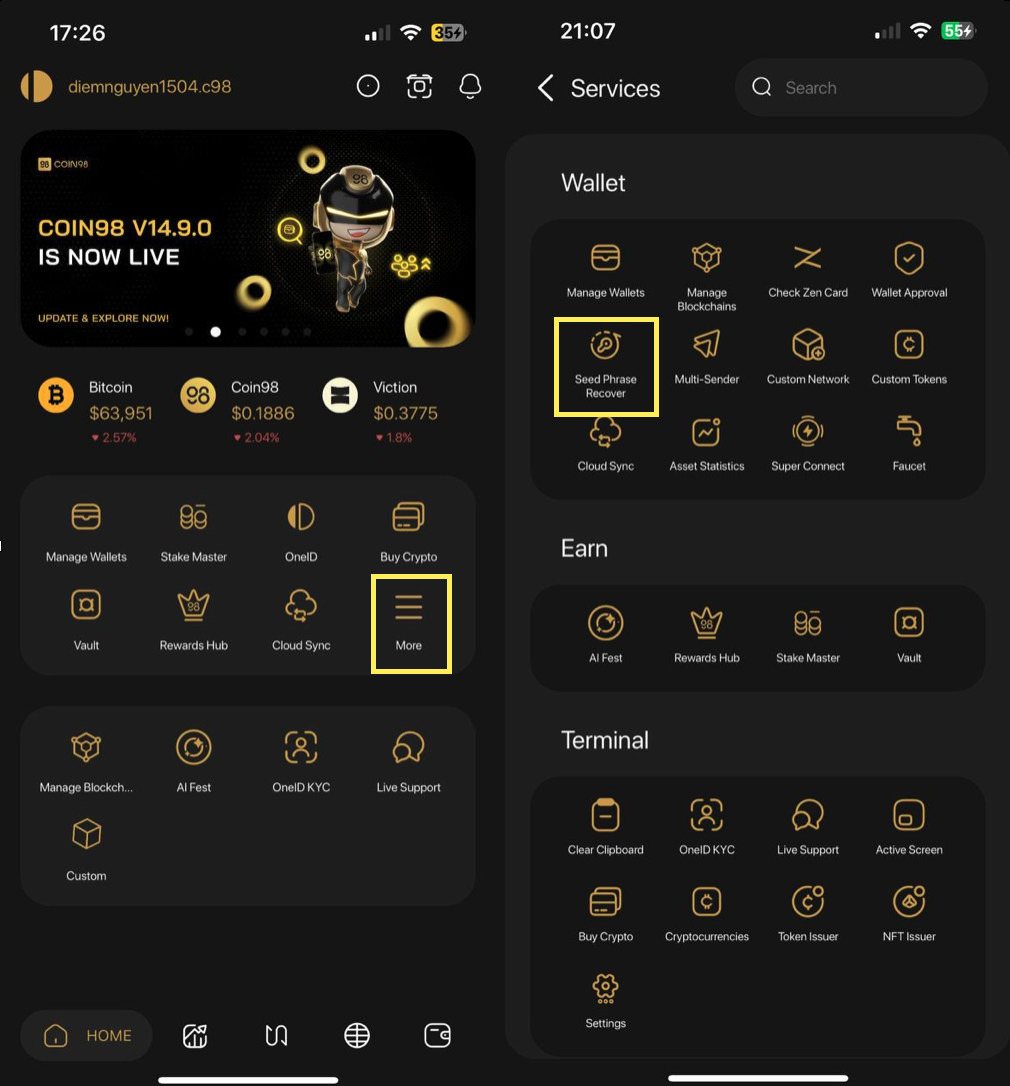 17:26
35
diemnguyen1504.c98
98 COIN98
COIN98 V14.9.0
IS NOW LIVE
UPDATE & EXPLORE NOW!
98
98
Bitcoin
$63,951
2.57%
98
Coin98
$0.1886
2.04%
Viction
$0.3775
1.8%
Manage Wallets
Stake Master
OneID
Buy Crypto
98
Vault
Rewards Hub
Cloud Sync
More
Manage Blockch...
AI Fest
OneID KYC
Live Support
Custom
HOME
21:07
55
Services
Search
Wallet
Manage Wallets
Manage
Blockchains
Check Zen Card
Wallet Approval
Seed Phrase
Recover
Multi-Sender
Custom Network
Custom Tokens
Cloud Sync
Asset Statistics
Super Connect
Faucet
Earn
98
AI Fest
Rewards Hub
Stake Master
Vault
Terminal
Clear Clipboard
OneID KYC
Live Support
Active Screen
Buy Crypto
Cryptocurrencies
Token Issuer
NFT Issuer
Settings